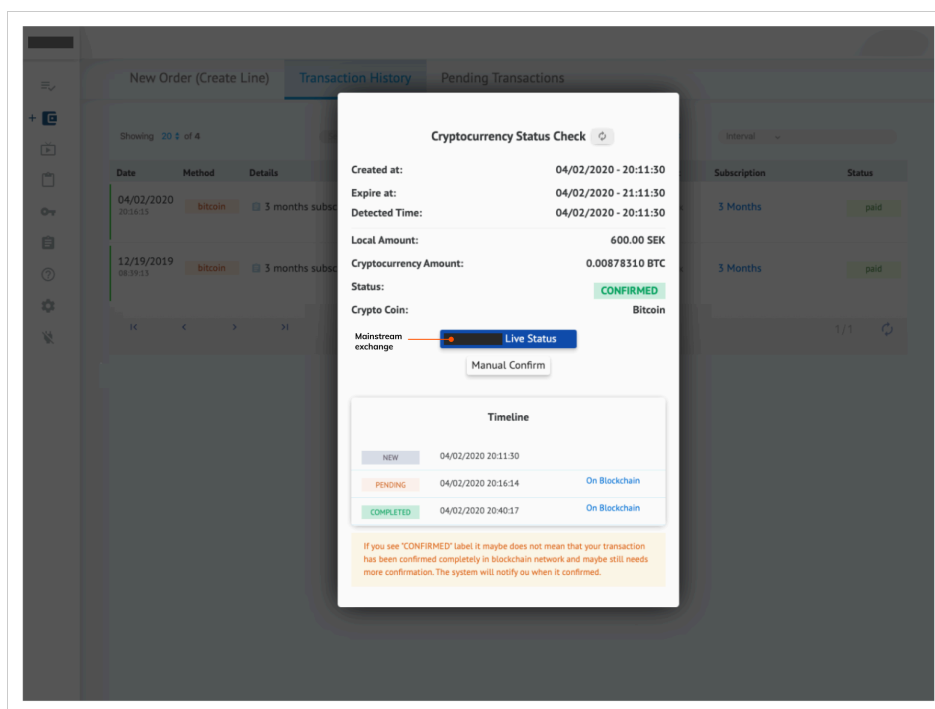 New Order (Create Line) Transaction History Pending Transactions
Showing 20 of 4
Interval
Date Method Details Subscription Status
04/02/2020
20:16:15
bitcoin 3 months subsc 3 Months paid
12/19/2019
08:39:13
bitcoin 3 months subsc 3 Months paid
1/1
Cryptocurrency Status Check
Created at: 04/02/2020 - 20:11:30
Expire at: 04/02/2020 - 21:11:30
Detected Time: 04/02/2020 - 20:11:30
Local Amount: 600.00 SEK
Cryptocurrency Amount: 0.00878310 BTC
Status: CONFIRMED
Crypto Coin: Bitcoin
Mainstream
exchange
Live Status
Manual Confirm
Timeline
NEW 04/02/2020 20:11:30
PENDING 04/02/2020 20:16:14 On Blockchain
COMPLETED 04/02/2020 20:40:17 On Blockchain
If you see "CONFIRMED" label it maybe does not mean that your transaction
has been confirmed completely in blockchain network and maybe still needs
more confirmation. The system will notify ou when it confirmed.